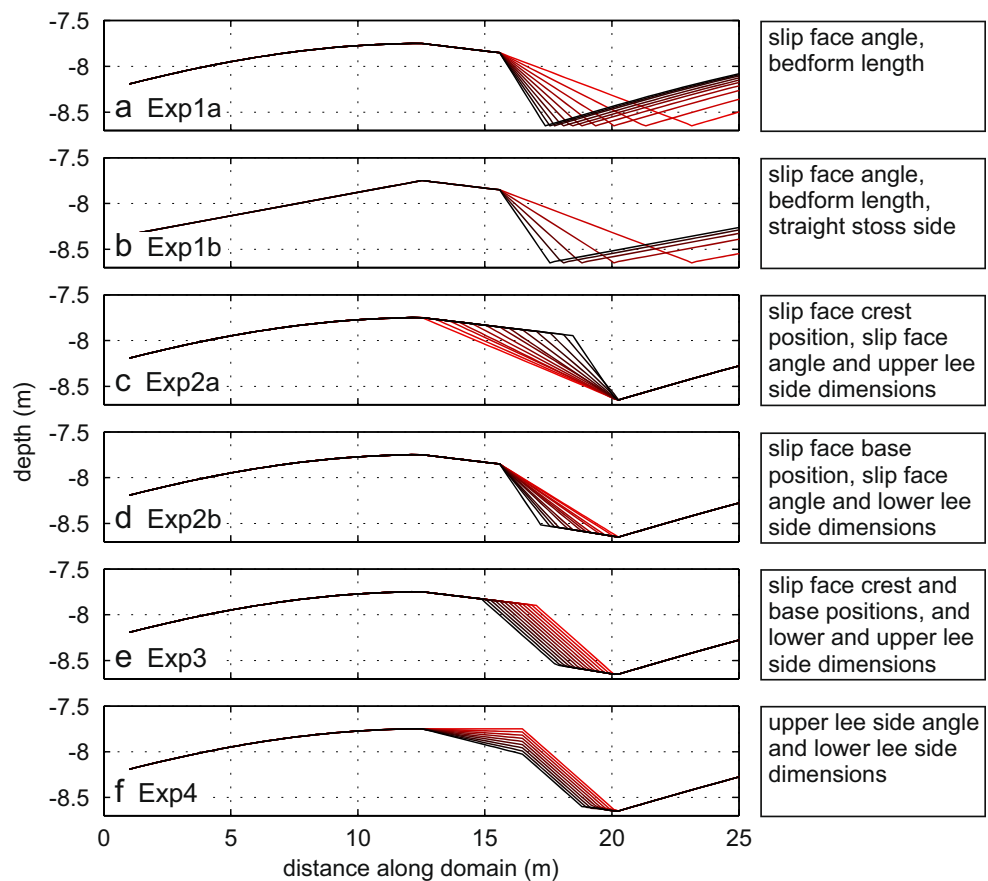 -7.5
-8
-8.5
a Exp1a
slip face angle,
bedform length
-7.5
-8
-8.5
b Exp1b
slip face angle,
bedform length,
straight stoss side
-7.5
-8
-8.5
c Exp2a
slip face crest
position, slip face
angle and upper lee
side dimensions
depth (m)
-7.5
-8
-8.5
d Exp2b
slip face base
position, slip face
angle and lower lee
side dimensions
-7.5
-8
-8.5
e Exp3
slip face crest and
base positions, and
lower and upper lee
side dimensions
-7.5
-8
-8.5
f Exp4
upper lee side angle
and lower lee side
dimensions
0 5 10 15 20 25
distance along domain (m)